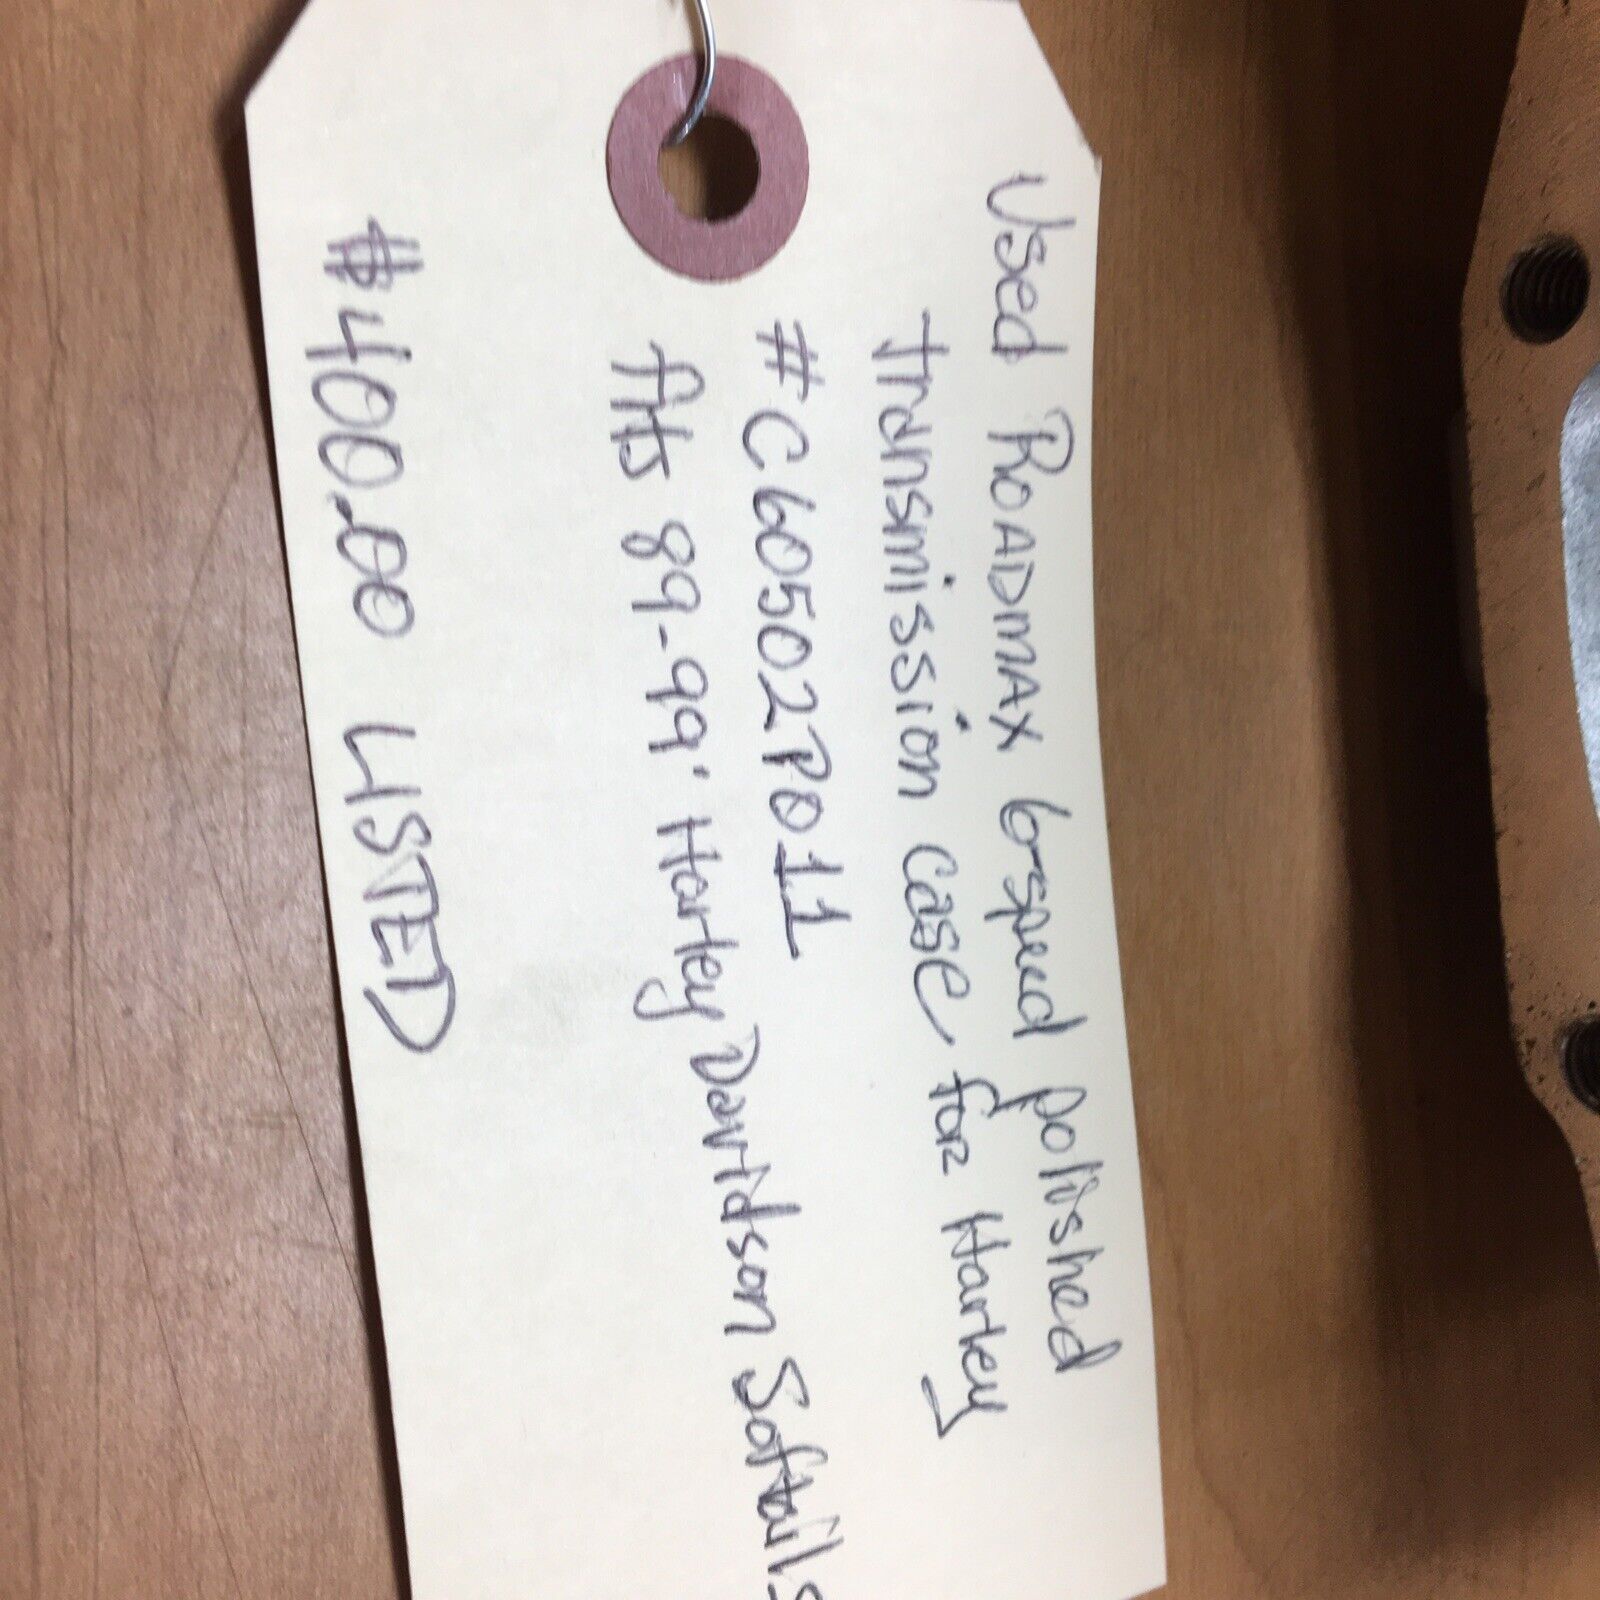 Used ROADMAX 6-speed polished
transmission case for Harley
#C60502P011
fits 89-99' Harley Davidson Softails
$400.00 LISTED